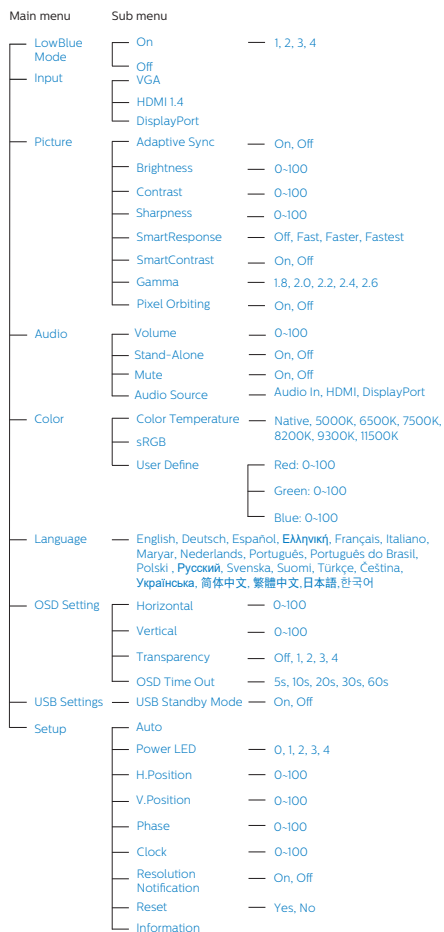 Main menu Sub menu
LowBlue Mode On 1, 2, 3, 4
Off
Input VGA
HDMI 1.4
DisplayPort
Picture Adaptive Sync On, Off
Brightness 0~100
Contrast 0~100
Sharpness 0~100
SmartResponse Off, Fast, Faster, Fastest
SmartContrast On, Off
Gamma 1.8, 2.0, 2.2, 2.4, 2.6
Pixel Orbiting On, Off
Audio Volume 0~100
Stand-Alone On, Off
Mute On, Off
Audio Source Audio In, HDMI, DisplayPort
Color Color Temperature Native, 5000K, 6500K, 7500K,
8200K, 9300K, 11500K
sRGB
User Define Red: 0~100
Green: 0~100
Blue: 0~100
Language English, Deutsch, Español, Ελληνική, Français, Italiano,
Maryar, Nederlands, Português, Português do Brasil,
Polski , Русский, Svenska, Suomi, Türkçe, Čeština,
Українська, 简体中文, 繁體中文,日本語,한국어
OSD Setting Horizontal 0~100
Vertical 0~100
Transparency Off, 1, 2, 3, 4
OSD Time Out 5s, 10s, 20s, 30s, 60s
USB Settings USB Standby Mode On, Off
Setup Auto
Power LED 0, 1, 2, 3, 4
H.Position 0~100
V.Position 0~100
Phase 0~100
Clock 0~100
Resolution Notification On, Off
Reset Yes, No
Information